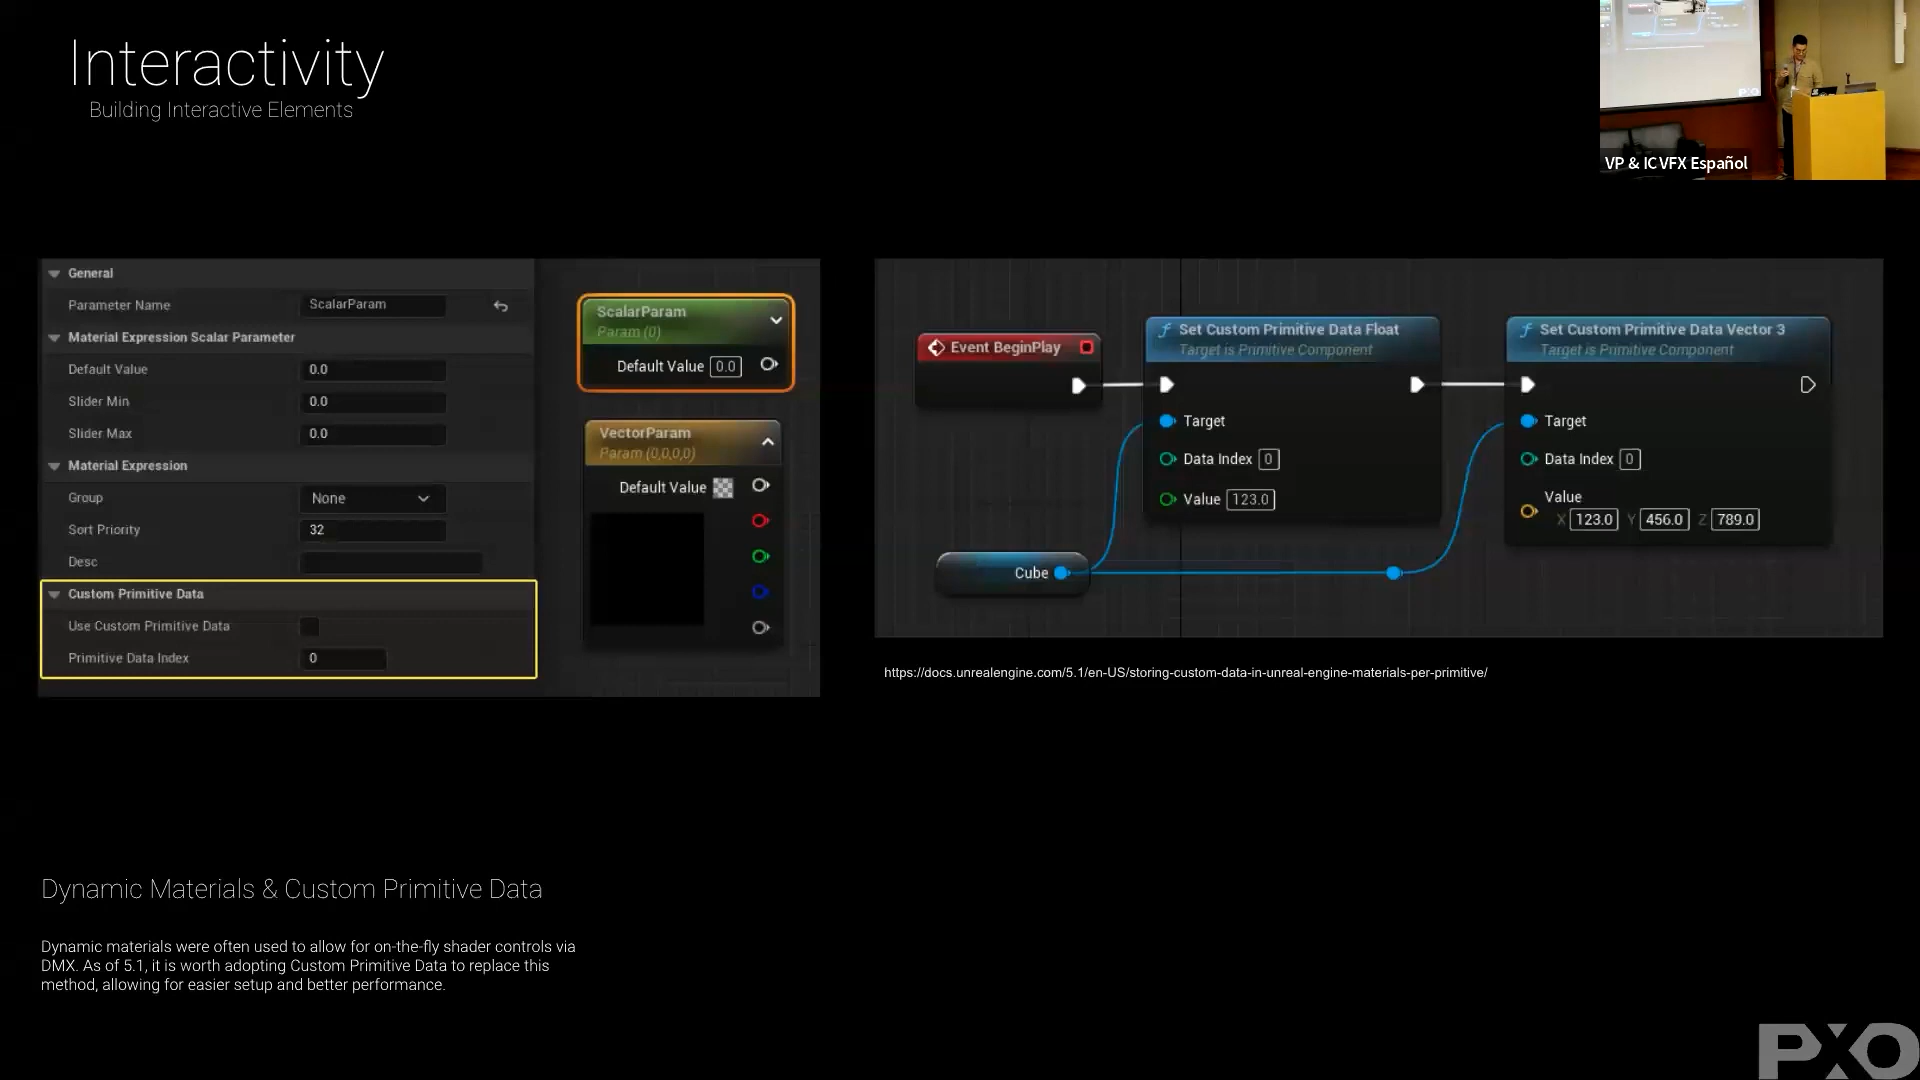 Interactivity
Building Interactive Elements
VP & ICVFX Español
General
Parameter Name ScalarParam
Material Expression Scalar Parameter
Default Value 0.0
Slider Min 0.0
Slider Max 0.0
Material Expression
Group None
Sort Priority 32
Desc
Custom Primitive Data
Use Custom Primitive Data
Primitive Data Index 0
ScalarParam
Param (0)
Default Value 0.0
VectorParam
Param (0,0,0,0)
Default Value
Event BeginPlay
Set Custom Primitive Data Float
Target is Primitive Component
Target
Data Index 0
Value 123.0
Set Custom Primitive Data Vector 3
Target is Primitive Component
Target
Data Index 0
Value
X 123.0 Y 456.0 Z 789.0
Cube
https://docs.unrealengine.com/5.1/en-US/storing-custom-data-in-unreal-engine-materials-per-primitive/
Dynamic Materials & Custom Primitive Data
Dynamic materials were often used to allow for on-the-fly shader controls via
DMX. As of 5.1, it is worth adopting Custom Primitive Data to replace this
method, allowing for easier setup and better performance.
PXO